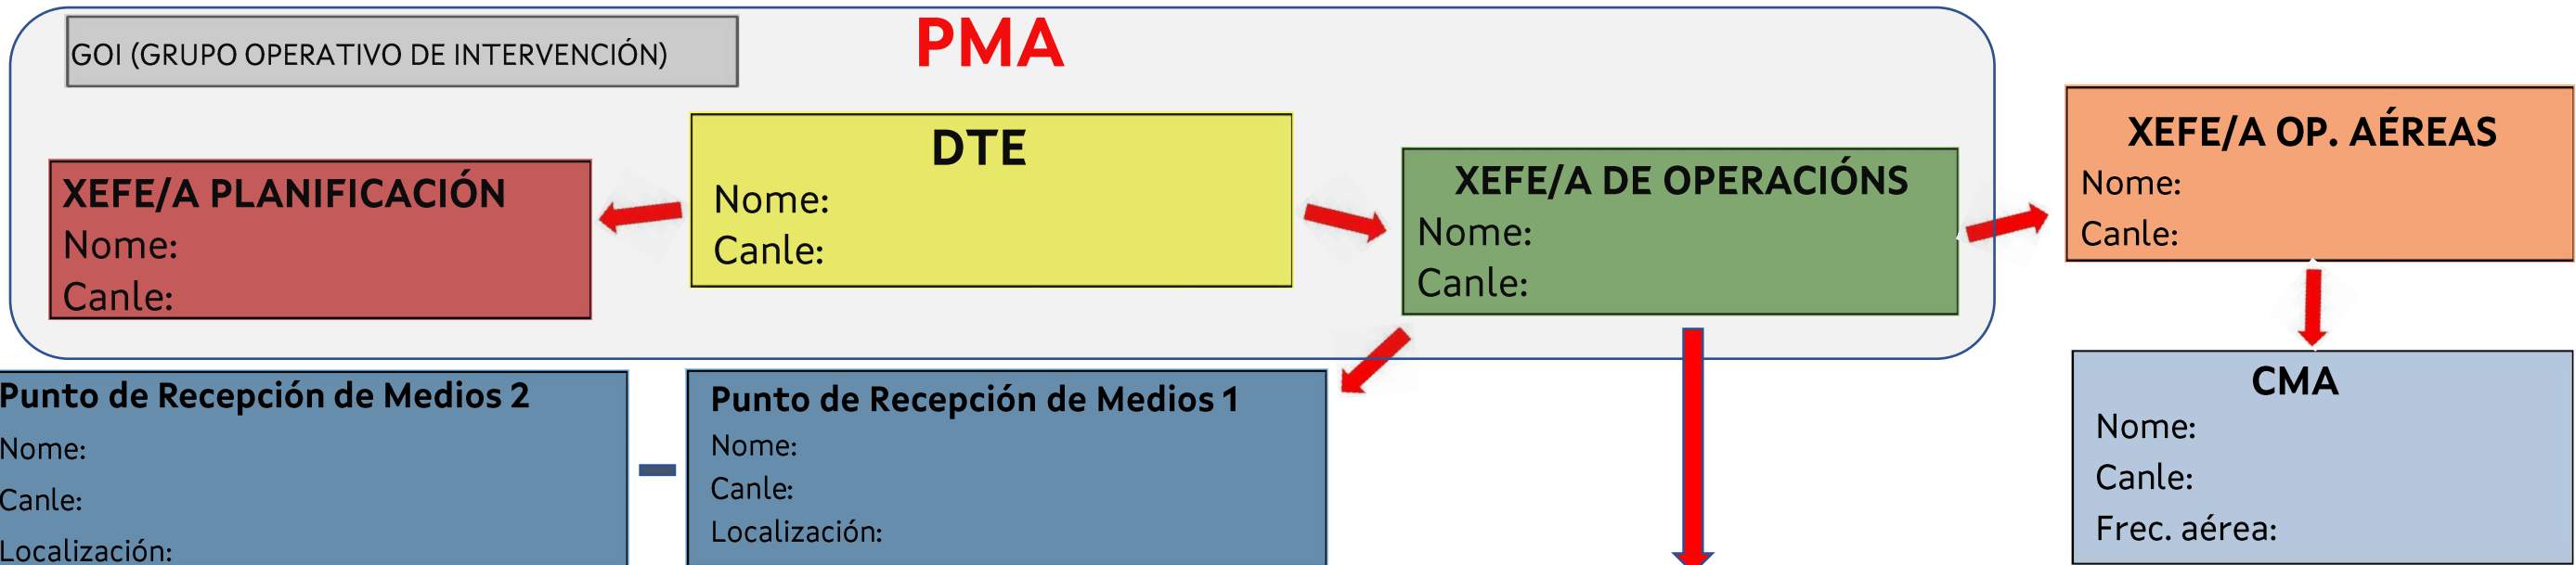 PMA
GOI (GRUPO OPERATIVO DE INTERVENCIÓN)
DTE
Nome:
Canle:
XEFE/A PLANIFICACIÓN
Nome:
Canle:
XEFE/A DE OPERACIÓNS
Nome:
Canle:
XEFE/A OP. AÉREAS
Nome:
Canle:
Punto de Recepción de Medios 2
Nome:
Canle:
Localización:
Punto de Recepción de Medios 1
Nome:
Canle:
Localización:
CMA
Nome:
Canle:
Frec. aérea: